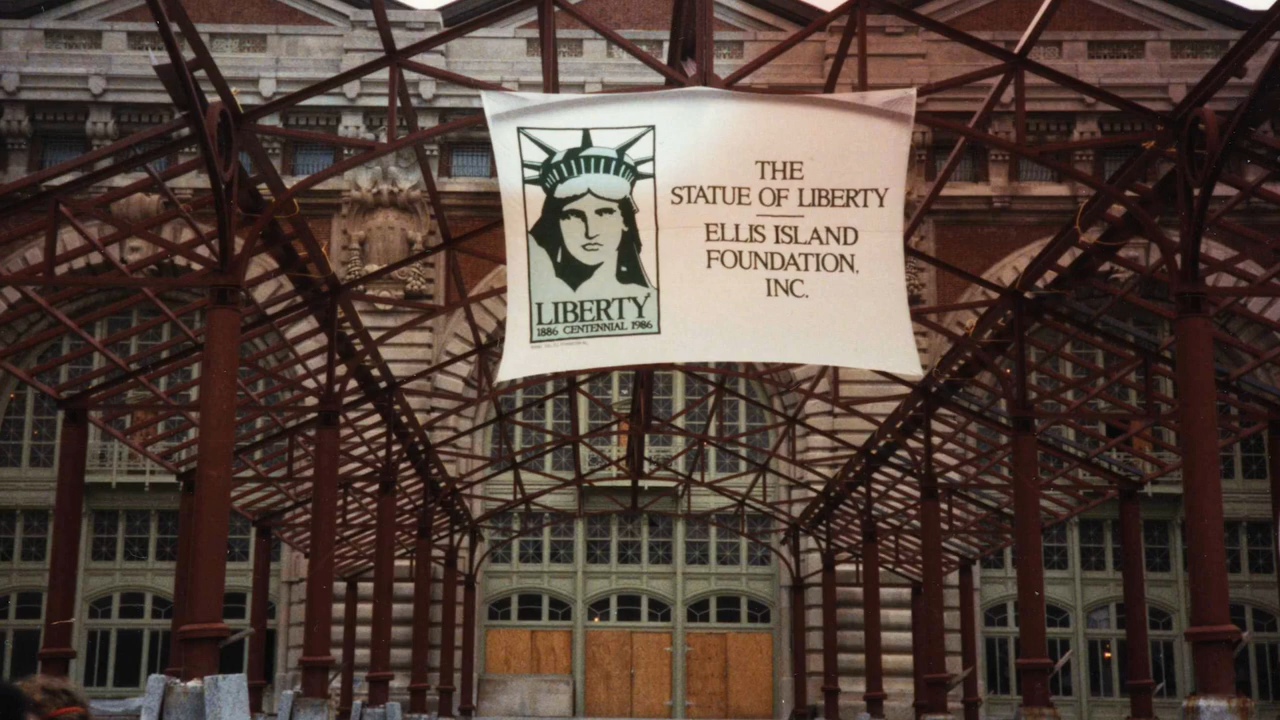 LIBERTY
1886 CENTENNIAL 1986
THE
STATUE OF LIBERTY
ELLIS ISLAND
FOUNDATION,
INC.